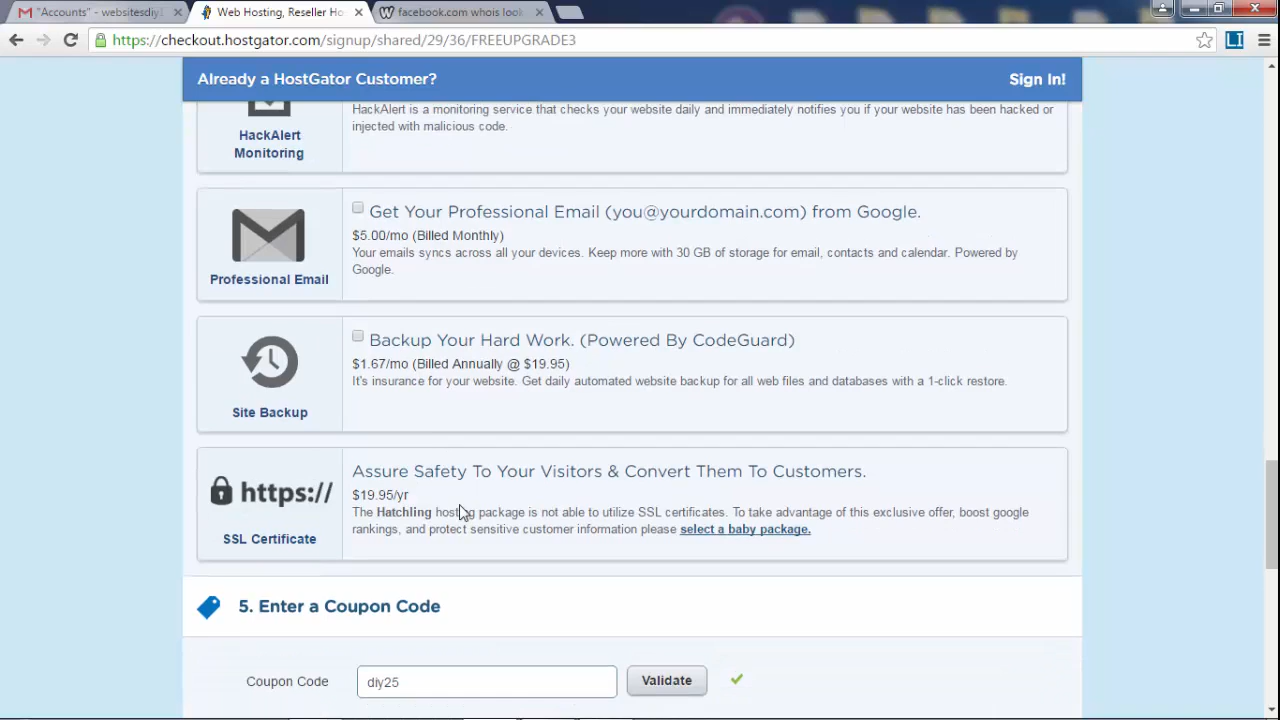 "Accounts" - websitesdiy
Web Hosting, Reseller Ho
facebook.com whois look
https://checkout.hostgator.com/signup/shared/29/36/FREEUPGRADE3
LI
Already a HostGator Customer?
Sign In!
HackAlert is a monitoring service that checks your website daily and immediately notifies you if your website has been hacked or
injected with malicious code.
HackAlert
Monitoring
Get Your Professional Email (you@yourdomain.com) from Google.
$5.00/mo (Billed Monthly)
Your emails syncs across all your devices. Keep more with 30 GB of storage for email, contacts and calendar. Powered by
Google.
Professional Email
Backup Your Hard Work. (Powered By CodeGuard)
$1.67/mo (Billed Annually @ $19.95)
It's insurance for your website. Get daily automated website backup for all web files and databases with a 1-click restore.
Site Backup
Assure Safety To Your Visitors & Convert Them To Customers.
$19.95/yr
https://
The Hatchling hosting package is not able to utilize SSL certificates. To take advantage of this exclusive offer, boost google
rankings, and protect sensitive customer information please select a baby package.
SSL Certificate
5. Enter a Coupon Code
Coupon Code
diy25
Validate